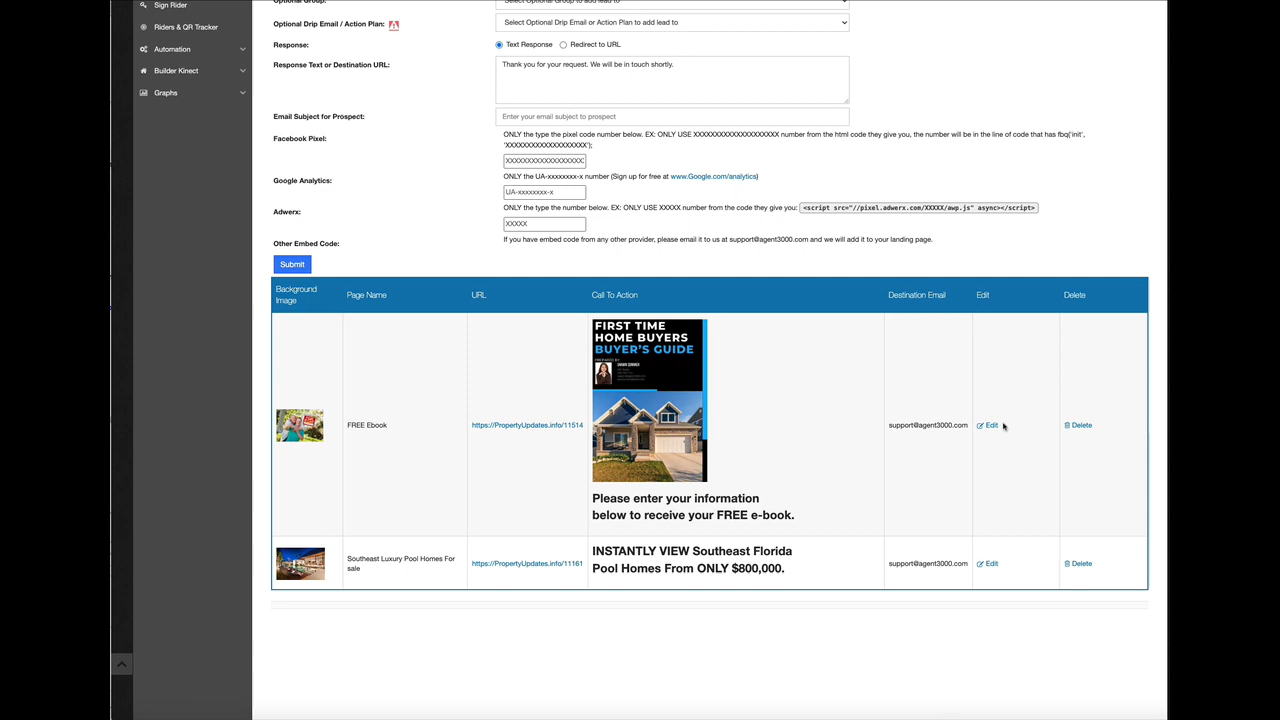 Sign Rider
Riders & QR Tracker
Automation
Builder Kinect
Graphs
Select Optional Group to add lead to
Optional Group:
Optional Drip Email / Action Plan:
Select Optional Drip Email or Action Plan to add lead to
Response:
Text Response
Redirect to URL
Response Text or Destination URL:
Thank you for your request. We will be in touch shortly.
Email Subject for Prospect:
Enter your email subject to prospect
Facebook Pixel:
ONLY the type the pixel code number below. EX: ONLY USE XXXXXXXXXXXXXXXXXXX number from the html code they give you, the number will be in the line of code that has fbq('init',
'XXXXXXXXXXXXXXXXXX');
XXXXXXXXXXXXXXXXXX
Google Analytics:
ONLY the UA-xxxxxxxx-x number (Sign up for free at www.Google.com/analytics)
UA-xxxxxxxx-x
Adwerx:
ONLY the type the number below. EX: ONLY USE XXXXX number from the code they give you: <script src="//pixel.adwerx.com/XXXXX/awp.js" async></script>
XXXXX
Other Embed Code:
If you have embed code from any other provider, please email it to us at support@agent3000.com and we will add it to your landing page.
Submit
Background
Image
Page Name
URL
Call To Action
Destination Email
Edit
Delete
FIRST TIME
HOME BUYERS
BUYER'S GUIDE
FREE Ebook
https://PropertyUpdates.info/11514
support@agent3000.com
Edit
Delete
Please enter your information
below to receive your FREE e-book.
Southeast Luxury Pool Homes For
sale
https://PropertyUpdates.info/11161
INSTANTLY VIEW Southeast Florida
Pool Homes From ONLY $800,000.
support@agent3000.com
Edit
Delete